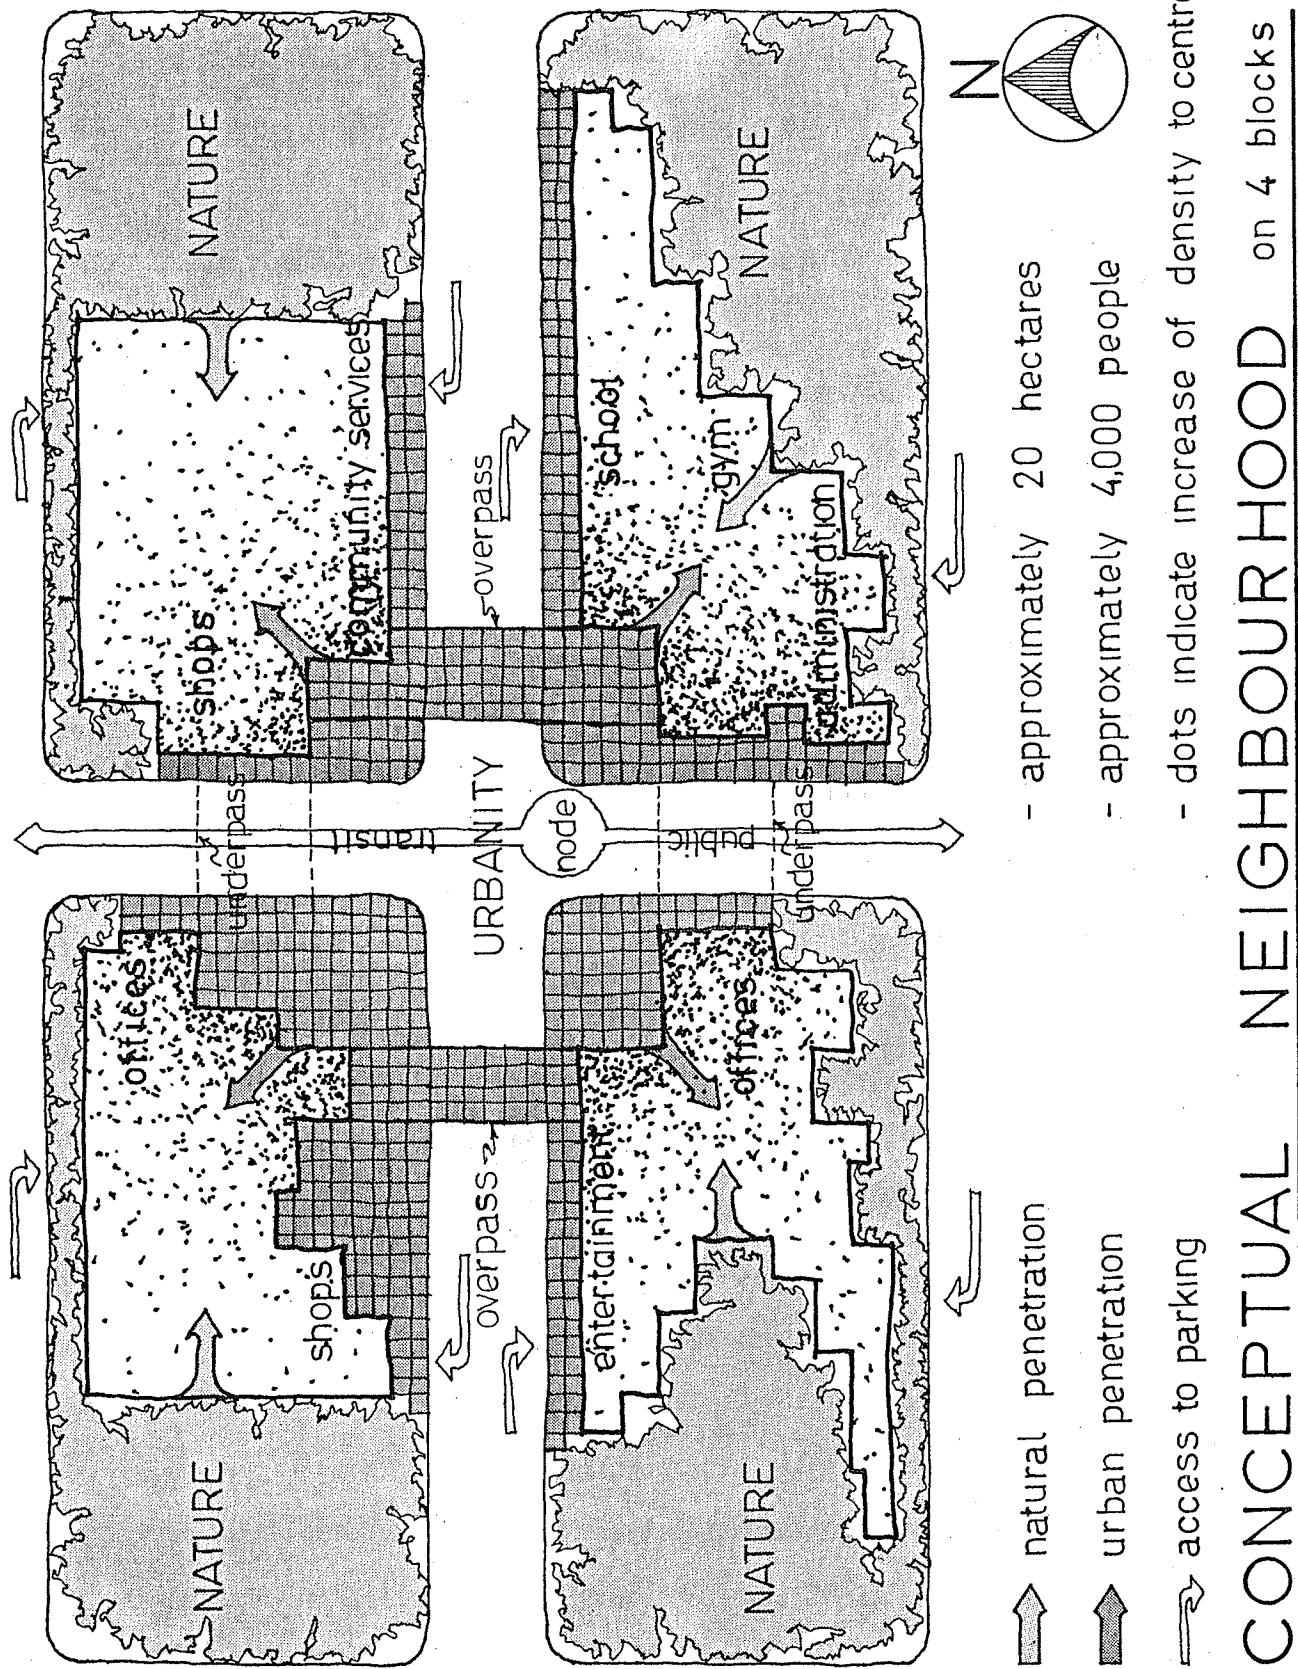 NATURE
offices
shops
underpass
transit
shops
community services
NATURE
overpass
URBANITY
overpass
node
NATURE
entertainment
offices
public
underpass
school
gym
administration
NATURE
N
natural penetration
urban penetration
access to parking
- approximately 20 hectares
- approximately 4,000 people
- dots indicate increase of density to centre
CONCEPTUAL NEIGHBOURHOOD on 4 blocks